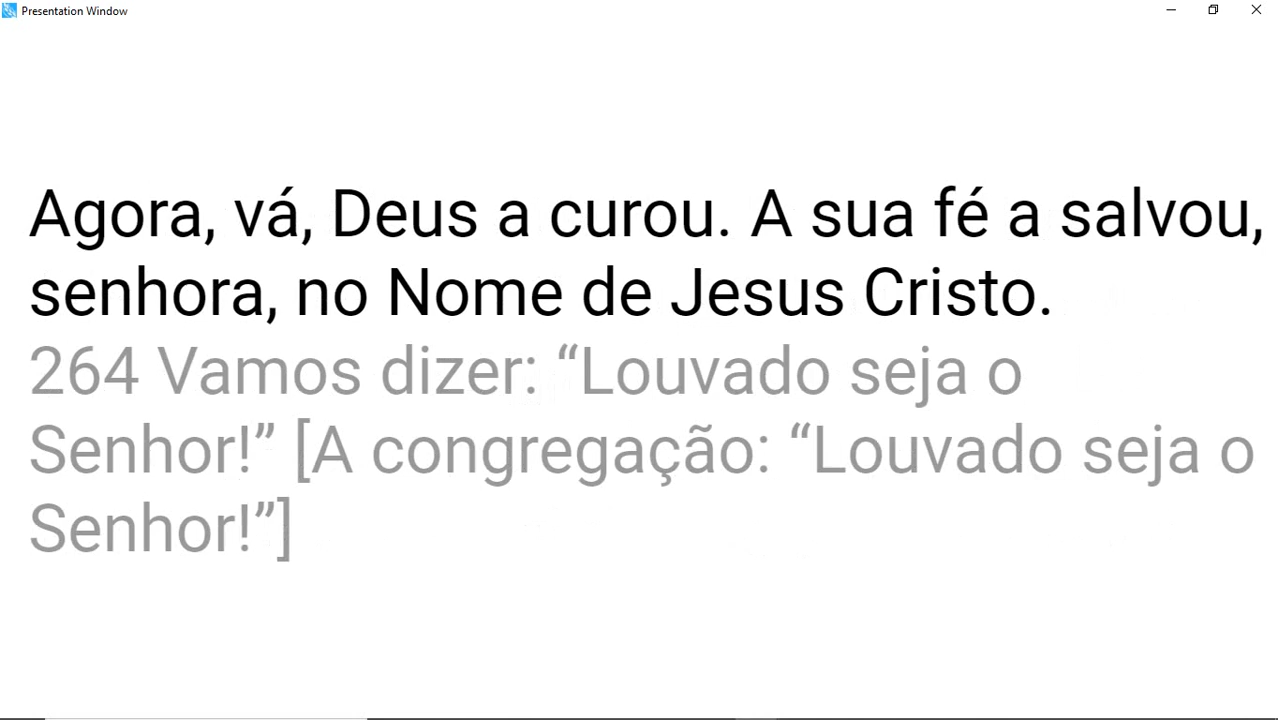 Presentation Window
Agora, vá, Deus a curou. A sua fé a salvou,
senhora, no Nome de Jesus Cristo.
264 Vamos dizer: “Louvado seja o
Senhor!” [A congregação: “Louvado seja o
Senhor!”]